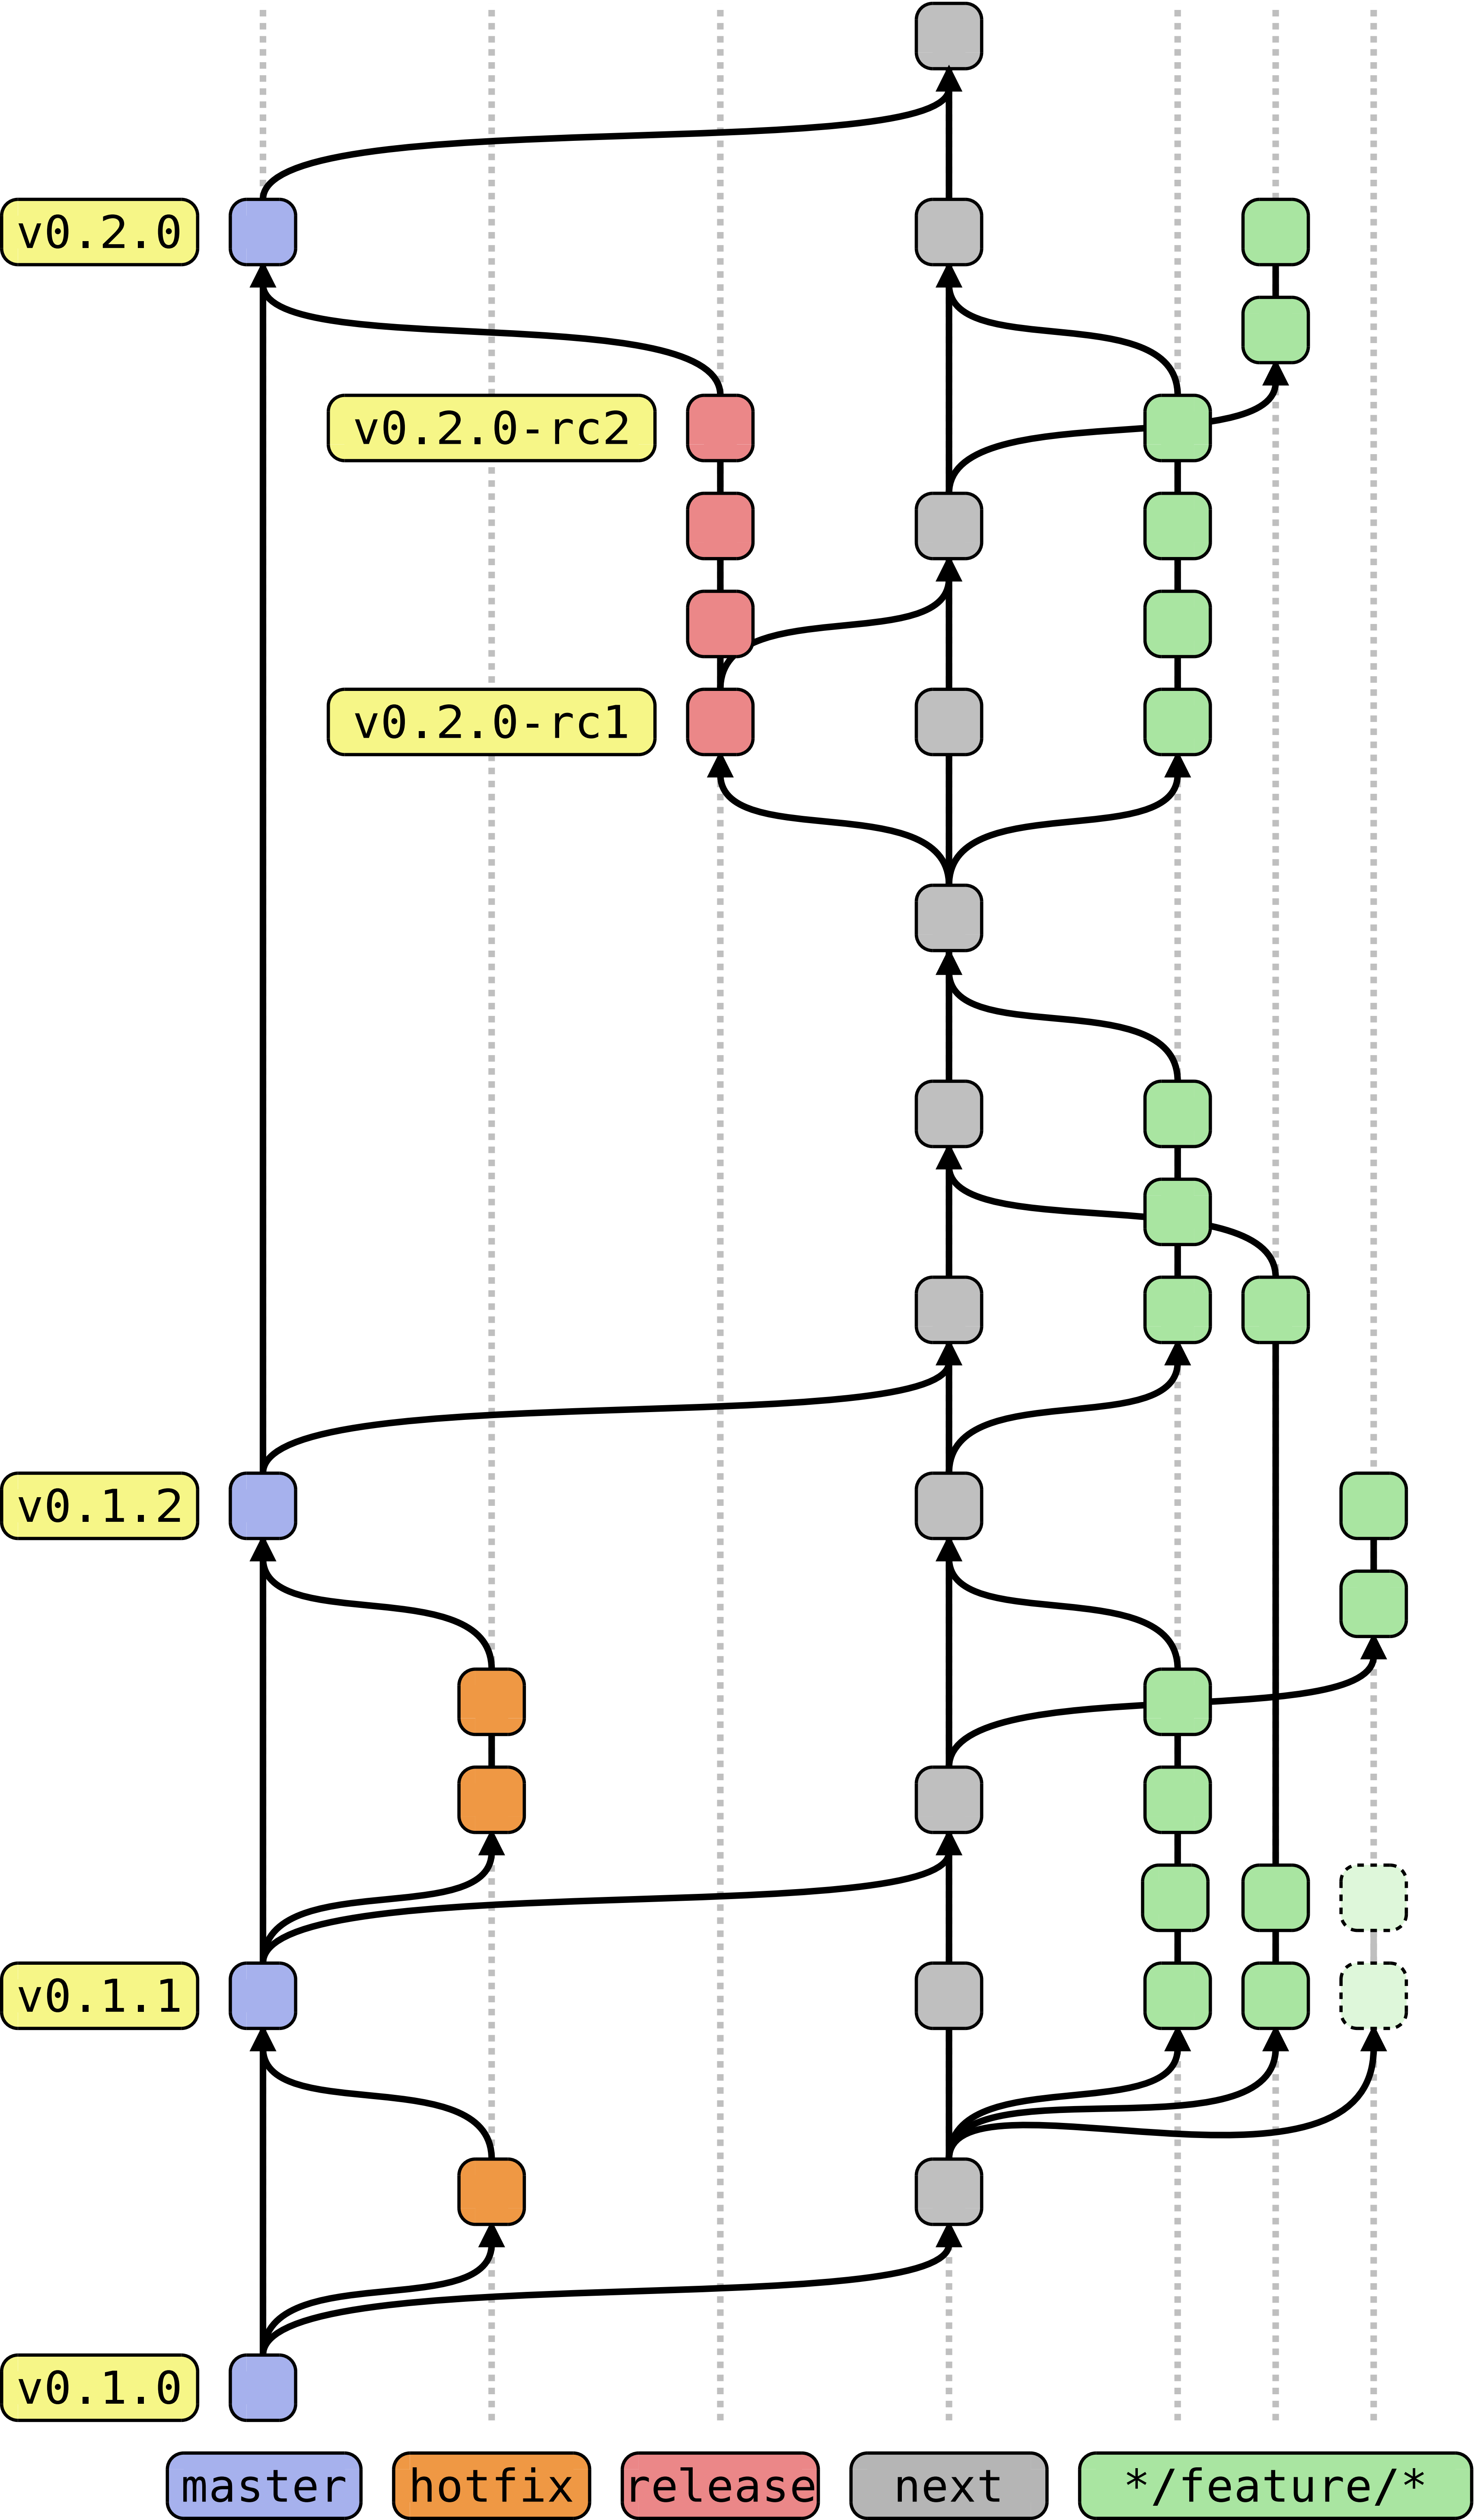 v0.2.0
v0.2.0-rc2
v0.2.0-rc1
v0.1.2
v0.1.1
v0.1.0
master hotfix release next */feature/*